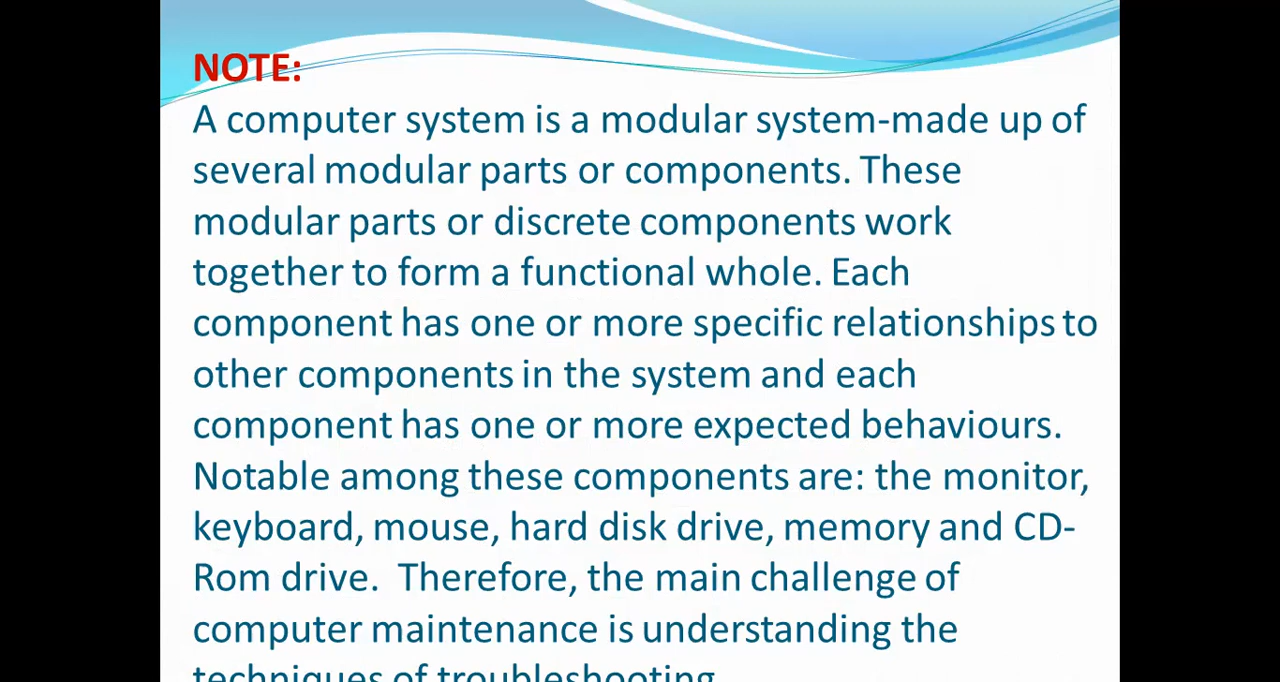 NOTE:
A computer system is a modular system-made up of
several modular parts or components. These
modular parts or discrete components work
together to form a functional whole. Each
component has one or more specific relationships to
other components in the system and each
component has one or more expected behaviours.
Notable among these components are: the monitor,
keyboard, mouse, hard disk drive, memory and CD-
Rom drive.  Therefore, the main challenge of
computer maintenance is understanding the
techniques of troubleshooting.